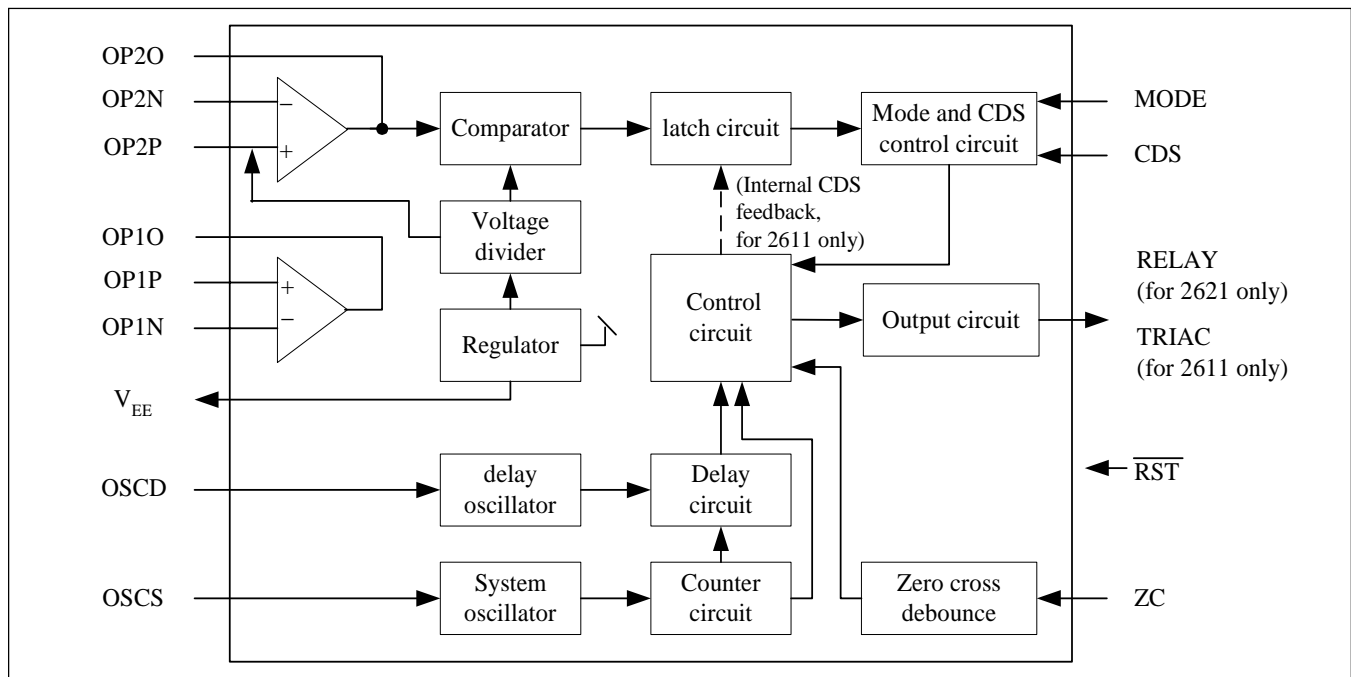 OP2O
OP2N
OP2P
OP1O
OP1P
OP1N
VEE
OSCD
OSCS
−
+
+
−
Comparator
Voltage
divider
Regulator
delay
oscillator
System
oscillator
latch circuit
(Internal CDS
feedback,
for 2611 only)
Control
circuit
Delay
circuit
Counter
circuit
Mode and CDS
control circuit
Output circuit
Zero cross
debounce
MODE
CDS
RELAY
(for 2621 only)
TRIAC
(for 2611 only)
RST
ZC